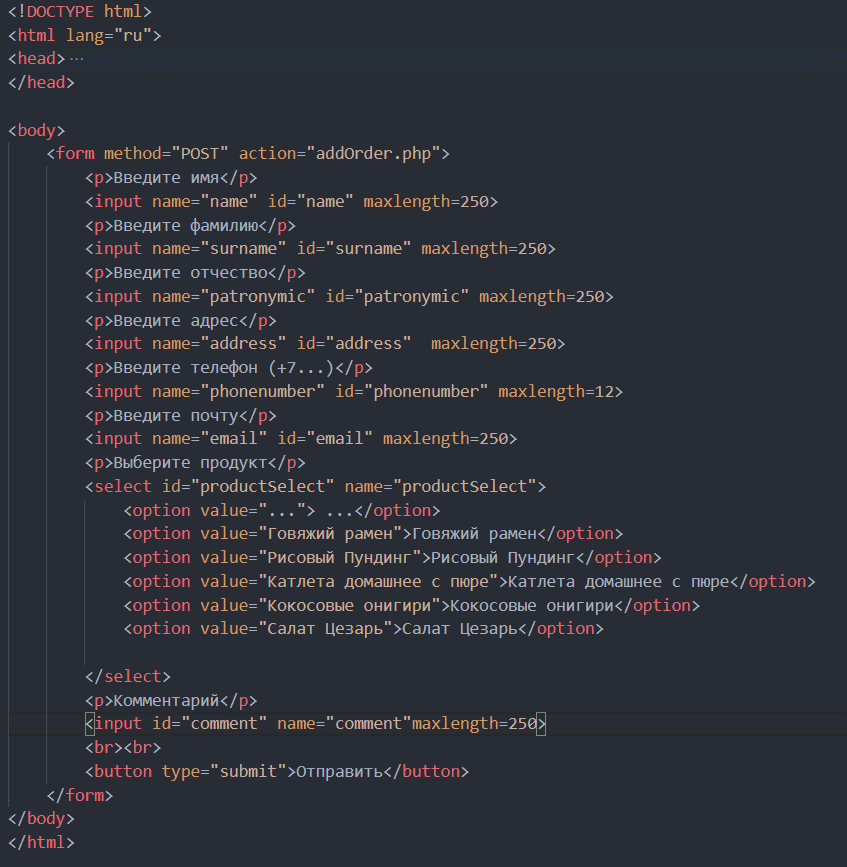 <!DOCTYPE html>
<html lang="ru">
<head> ...
</head>
<body>
<form method="POST" action="addOrder.php">
<p>Введите имя</p>
<input name="name" id="name" maxlength=250>
<p>Введите фамилию</p>
<input name="surname" id="surname" maxlength=250>
<p>Введите отчество</p>
<input name="patronymic" id="patronymic" maxlength=250>
<p>Введите адрес</p>
<input name="address" id="address"  maxlength=250>
<p>Введите телефон (+7...)</p>
<input name="phonenumber" id="phonenumber" maxlength=12>
<p>Введите почту</p>
<input name="email" id="email" maxlength=250>
<p>Выберите продукт</p>
<select id="productSelect" name="productSelect">
<option value="..."> ...</option>
<option value="Говяжий рамен">Говяжий рамен</option>
<option value="Рисовый Пундинг">Рисовый Пундинг</option>
<option value="Катлета домашнее с пюре">Катлета домашнее с пюре</option>
<option value="Кокосовые онигири">Кокосовые онигири</option>
<option value="Салат Цезарь">Салат Цезарь</option>
</select>
<p>Комментарий</p>
<input id="comment" name="comment"maxlength=250>
<br><br>
<button type="submit">Отправить</button>
</form>
</body>
</html>